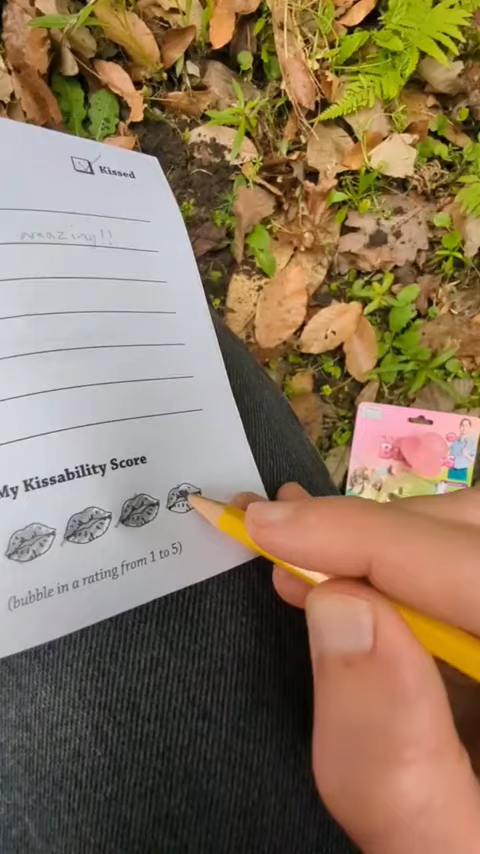 Kissed
amazing!!
My Kissability Score
(bubble in a rating from 1 to 5)